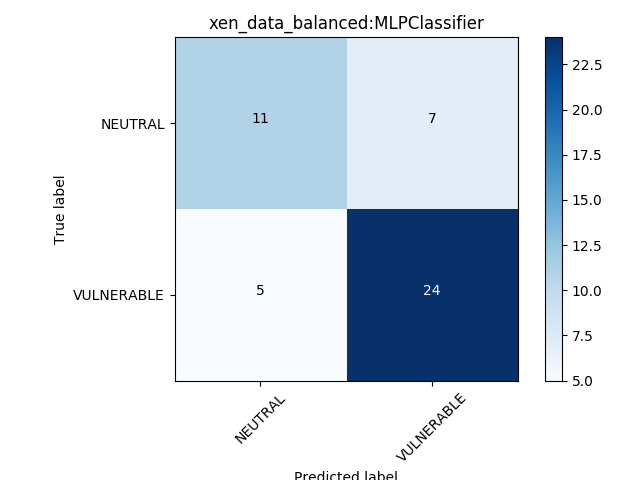 xen_data_balanced:MLPClassifier
True label
NEUTRAL
11
7
VULNERABLE
5
24
NEUTRAL
VULNERABLE
Predicted label
22.5
20.0
17.5
15.0
12.5
10.0
7.5
5.0